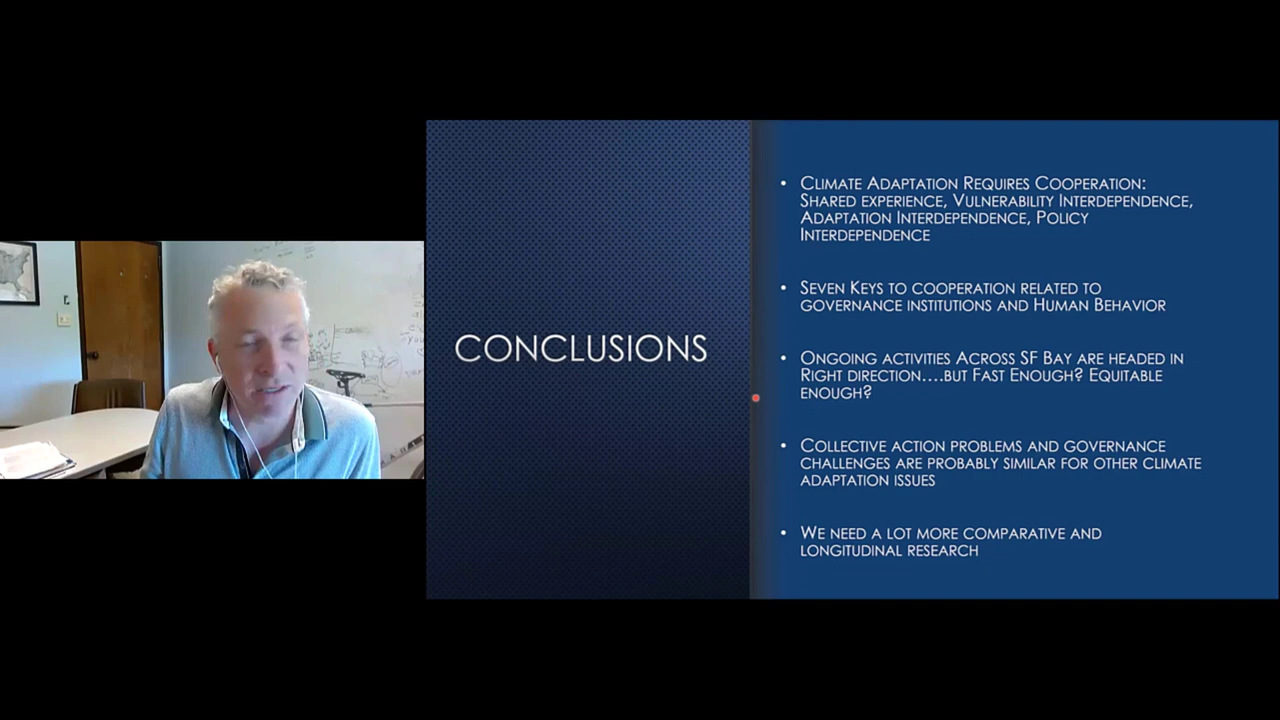 CONCLUSIONS
• CLIMATE ADAPTATION REQUIRES COOPERATION:
SHARED EXPERIENCE, VULNERABILITY INTERDEPENDENCE,
ADAPTATION INTERDEPENDENCE, POLICY
INTERDEPENDENCE
• SEVEN KEYS TO COOPERATION RELATED TO
GOVERNANCE INSTITUTIONS AND HUMAN BEHAVIOR
• ONGOING ACTIVITIES ACROSS SF BAY ARE HEADED IN
RIGHT DIRECTION....BUT FAST ENOUGH? EQUITABLE
ENOUGH?
• COLLECTIVE ACTION PROBLEMS AND GOVERNANCE
CHALLENGES ARE PROBABLY SIMILAR FOR OTHER CLIMATE
ADAPTATION ISSUES
• WE NEED A LOT MORE COMPARATIVE AND
LONGITUDINAL RESEARCH